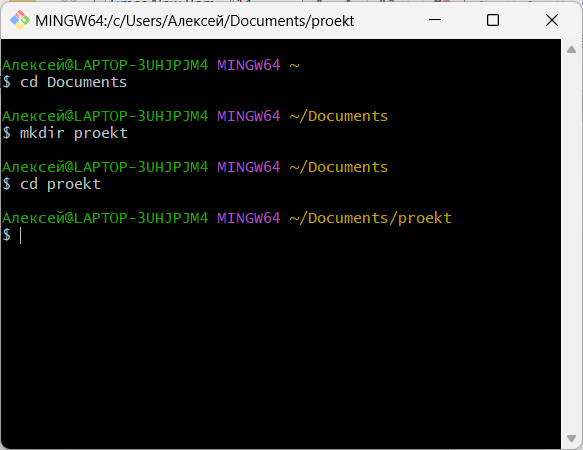 MINGW64:/c/Users/Алексей/Documents/proekt
Алексей@LAPTOP-3UHJPJM4 MINGW64 ~
$ cd Documents
Алексей@LAPTOP-3UHJPJM4 MINGW64 ~/Documents
$ mkdir proekt
Алексей@LAPTOP-3UHJPJM4 MINGW64 ~/Documents
$ cd proekt
Алексей@LAPTOP-3UHJPJM4 MINGW64 ~/Documents/proekt
$